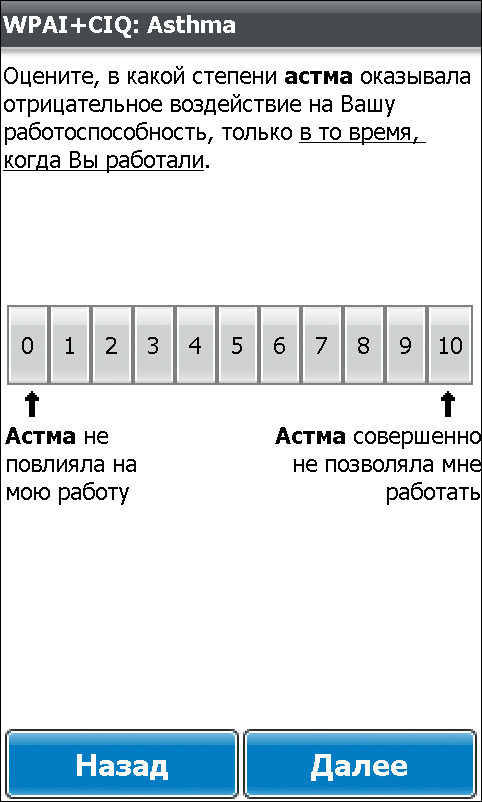 WPAI+CIQ: Asthma
Оцените, в какой степени астма оказывала
отрицательное воздействие на Вашу
работоспособность, только в то время,
когда Вы работали.
0 1 2 3 4 5 6 7 8 9 10
Астма не
повлияла на
мою работу
Астма совершенно
не позволяла мне
работать
Назад
Далее